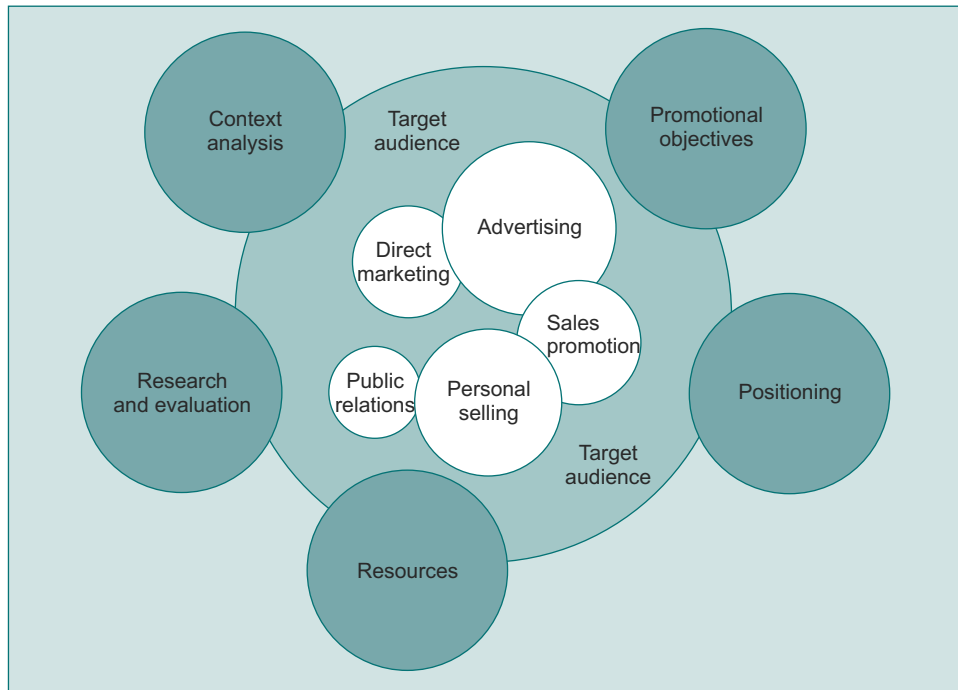 Context
analysis
Target
audience
Promotional
objectives
Advertising
Direct
marketing
Sales
promotion
Public
relations
Personal
selling
Research
and evaluation
Positioning
Target
audience
Resources